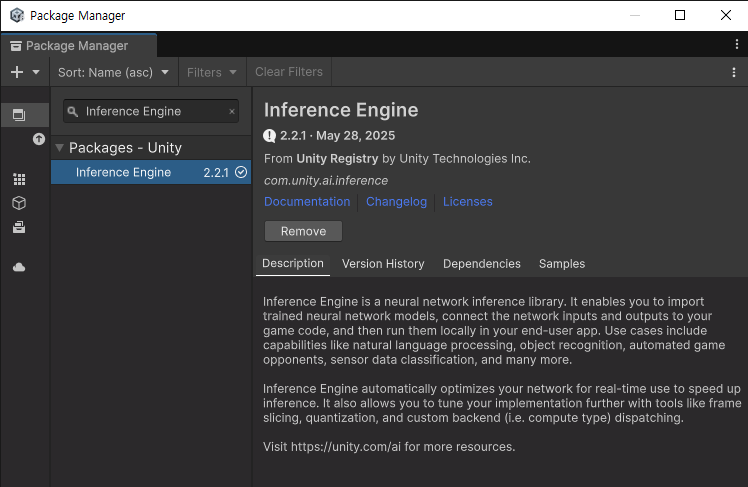 Package Manager
Package Manager
Sort: Name (asc)
Filters
Clear Filters
Inference Engine
Packages - Unity
Inference Engine 2.2.1
Inference Engine
2.2.1 · May 28, 2025
From Unity Registry by Unity Technologies Inc.
com.unity.ai.inference
Documentation
Changelog
Licenses
Remove
Description
Version History
Dependencies
Samples
Inference Engine is a neural network inference library. It enables you to import
trained neural network models, connect the network inputs and outputs to your
game code, and then run them locally in your end-user app. Use cases include
capabilities like natural language processing, object recognition, automated game
opponents, sensor data classification, and many more.
Inference Engine automatically optimizes your network for real-time use to speed up
inference. It also allows you to tune your implementation further with tools like frame
slicing, quantization, and custom backend (i.e. compute type) dispatching.
Visit https://unity.com/ai for more resources.